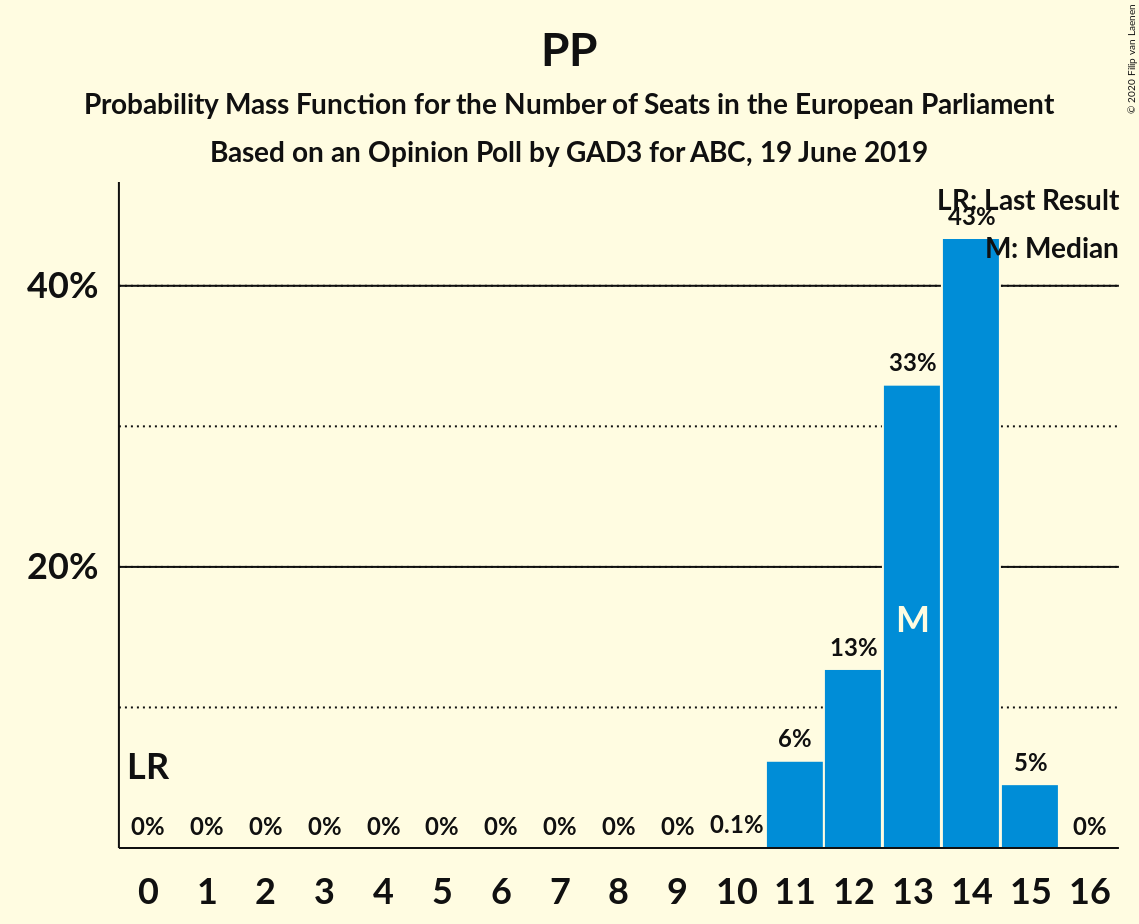 PP
Probability Mass Function for the Number of Seats in the European Parliament
Based on an Opinion Poll by GAD3 for ABC, 19 June 2019
© 2020 Filip van Laenen
LR: Last Result
M: Median
43%
40%
33%
20%
M
13%
6%
5%
LR
0% 0% 0% 0% 0% 0% 0% 0% 0% 0% 0.1% 0%
0 1 2 3 4 5 6 7 8 9 10 11 12 13 14 15 16